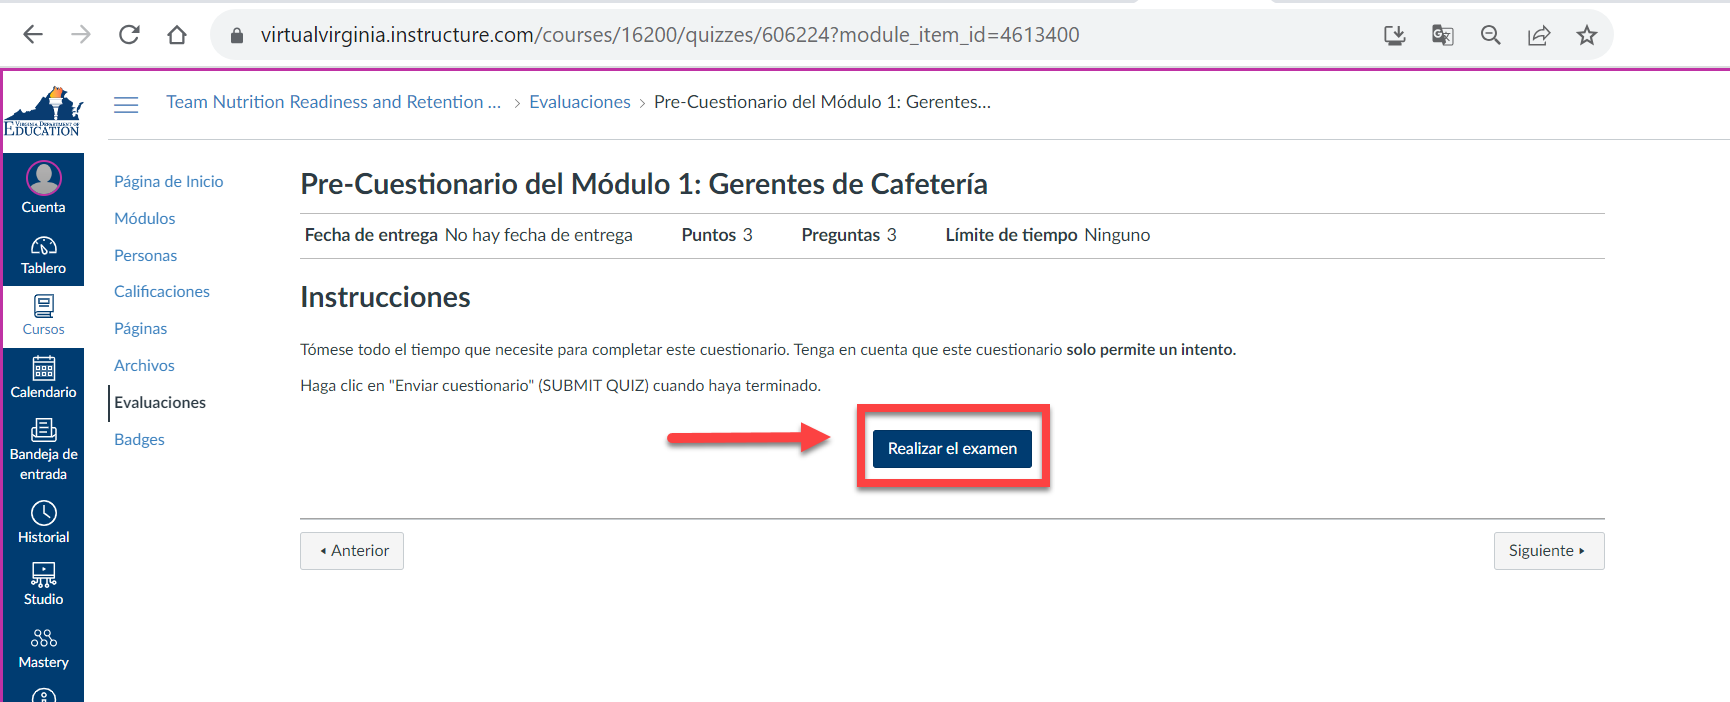 virtualvirginia.instructure.com/courses/16200/quizzes/606224?module_item_id=4613400
VIRGINIA DEPARTMENT OF
EDUCATION
Team Nutrition Readiness and Retention ... › Evaluaciones › Pre-Cuestionario del Módulo 1: Gerentes...
Cuenta
Tablero
Cursos
Calendario
Bandeja de
entrada
Historial
Studio
Mastery
Página de Inicio
Módulos
Personas
Calificaciones
Páginas
Archivos
Evaluaciones
Badges
Pre-Cuestionario del Módulo 1: Gerentes de Cafetería
Fecha de entrega No hay fecha de entrega Puntos 3 Preguntas 3 Límite de tiempo Ninguno
Instrucciones
Tómese todo el tiempo que necesite para completar este cuestionario. Tenga en cuenta que este cuestionario solo permite un intento.
Haga clic en "Enviar cuestionario" (SUBMIT QUIZ) cuando haya terminado.
Realizar el examen
Anterior
Siguiente